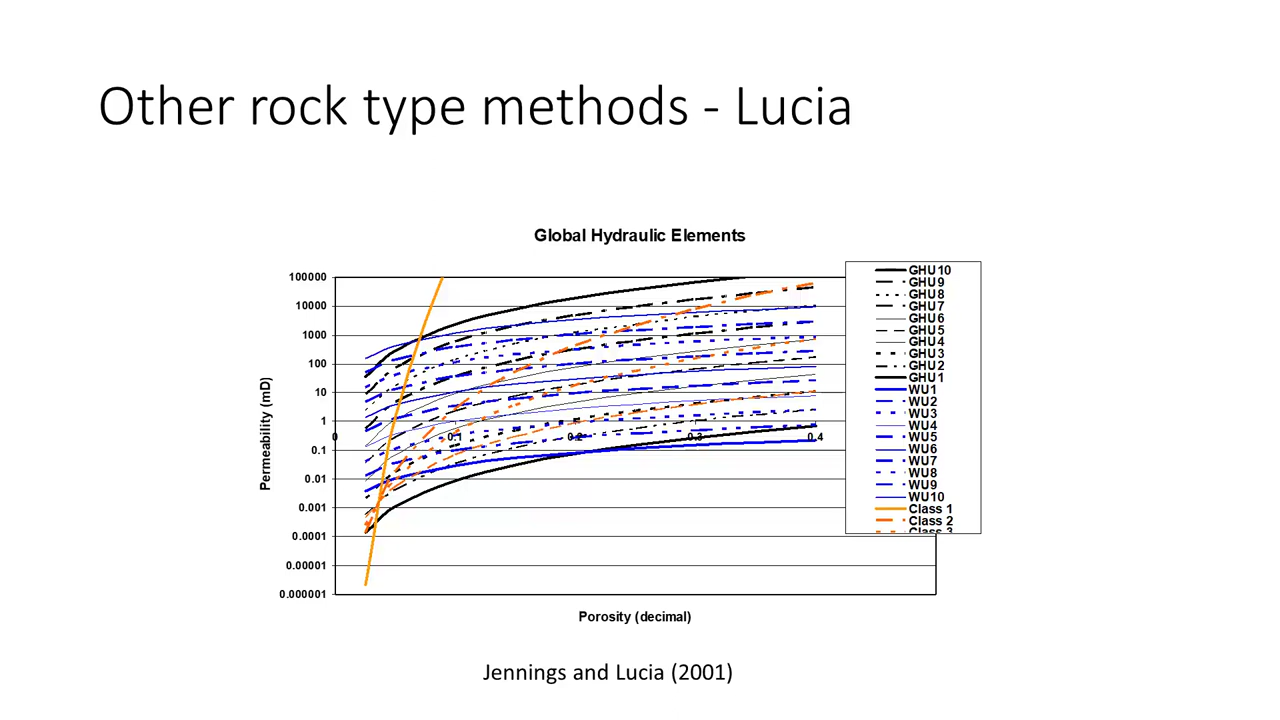 Other rock type methods - Lucia
Global Hydraulic Elements
100000
10000
1000
100
10
1
0.1
0.01
0.001
0.0001
0.00001
0.000001
0 0.1 0.2 0.3 0.4
Permeability (mD)
Porosity (decimal)
GHU10
GHU9
GHU8
GHU7
GHU6
GHU5
GHU4
GHU3
GHU2
GHU1
WU1
WU2
WU3
WU4
WU5
WU6
WU7
WU8
WU9
WU10
Class 1
Class 2
Class 3
Jennings and Lucia (2001)